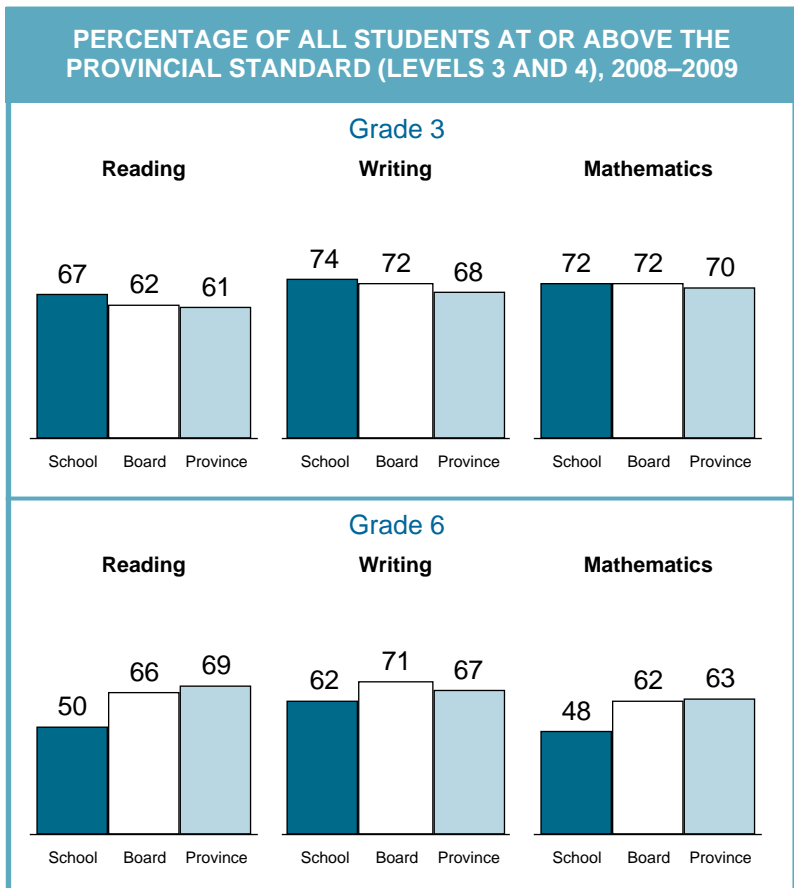 PERCENTAGE OF ALL STUDENTS AT OR ABOVE THE
PROVINCIAL STANDARD (LEVELS 3 AND 4), 2008–2009
Grade 3
Reading Writing Mathematics
67 62 61 74 72 68 72 72 70
School Board Province School Board Province School Board Province
Grade 6
Reading Writing Mathematics
50 66 69 62 71 67 48 62 63
School Board Province School Board Province School Board Province